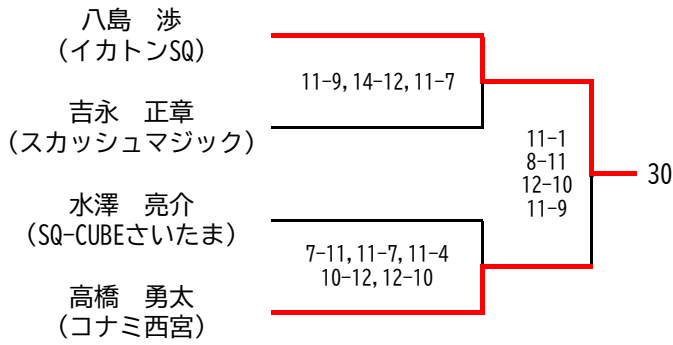 八島　渉
（イカトンSQ）
11-9,14-12,11-7
吉永　正章
（スカッシュマジック）
11-1
8-11
12-10
11-9
30
水澤　亮介
（SQ-CUBEさいたま）
7-11,11-7,11-4
10-12,12-10
高橋　勇太
（コナミ西宮）